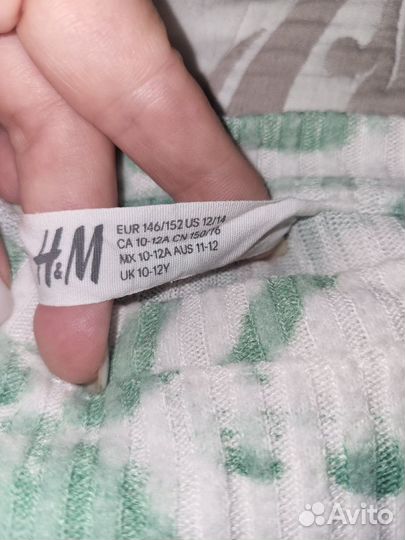 H&M
EUR 146/152 US 12/14
CA 10-12A CN 150/76
MX 10-12A AUS 11-12
UK 10-12Y
Avito